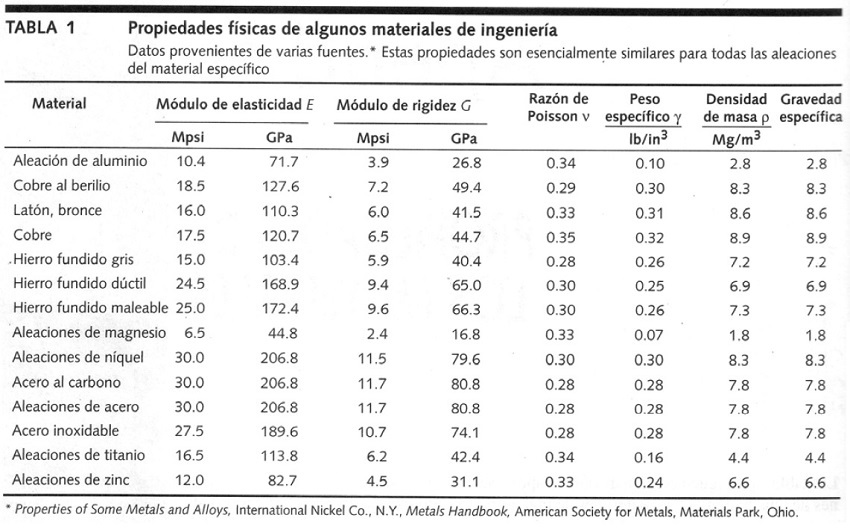 TABLA 1 Propiedades físicas de algunos materiales de ingeniería
Datos provenientes de varias fuentes.* Estas propiedades son esencialmente similares para todas las aleaciones
del material específico
Material Módulo de elasticidad E Módulo de rigidez G Razón de Poisson ν Peso específico γ Densidad de masa ρ Gravedad específica
Mpsi GPa Mpsi GPa lb/in³ Mg/m³
Aleación de aluminio 10.4 71.7 3.9 26.8 0.34 0.10 2.8 2.8
Cobre al berilio 18.5 127.6 7.2 49.4 0.29 0.30 8.3 8.3
Latón, bronce 16.0 110.3 6.0 41.5 0.33 0.31 8.6 8.6
Cobre 17.5 120.7 6.5 44.7 0.35 0.32 8.9 8.9
Hierro fundido gris 15.0 103.4 5.9 40.4 0.28 0.26 7.2 7.2
Hierro fundido dúctil 24.5 168.9 9.4 65.0 0.30 0.25 6.9 6.9
Hierro fundido maleable 25.0 172.4 9.6 66.3 0.30 0.26 7.3 7.3
Aleaciones de magnesio 6.5 44.8 2.4 16.8 0.33 0.07 1.8 1.8
Aleaciones de níquel 30.0 206.8 11.5 79.6 0.30 0.30 8.3 8.3
Acero al carbono 30.0 206.8 11.7 80.8 0.28 0.28 7.8 7.8
Aleaciones de acero 30.0 206.8 11.7 80.8 0.28 0.28 7.8 7.8
Acero inoxidable 27.5 189.6 10.7 74.1 0.28 0.28 7.8 7.8
Aleaciones de titanio 16.5 113.8 6.2 42.4 0.34 0.16 4.4 4.4
Aleaciones de zinc 12.0 82.7 4.5 31.1 0.33 0.24 6.6 6.6
* Properties of Some Metals and Alloys, International Nickel Co., N.Y., Metals Handbook, American Society for Metals, Materials Park, Ohio.